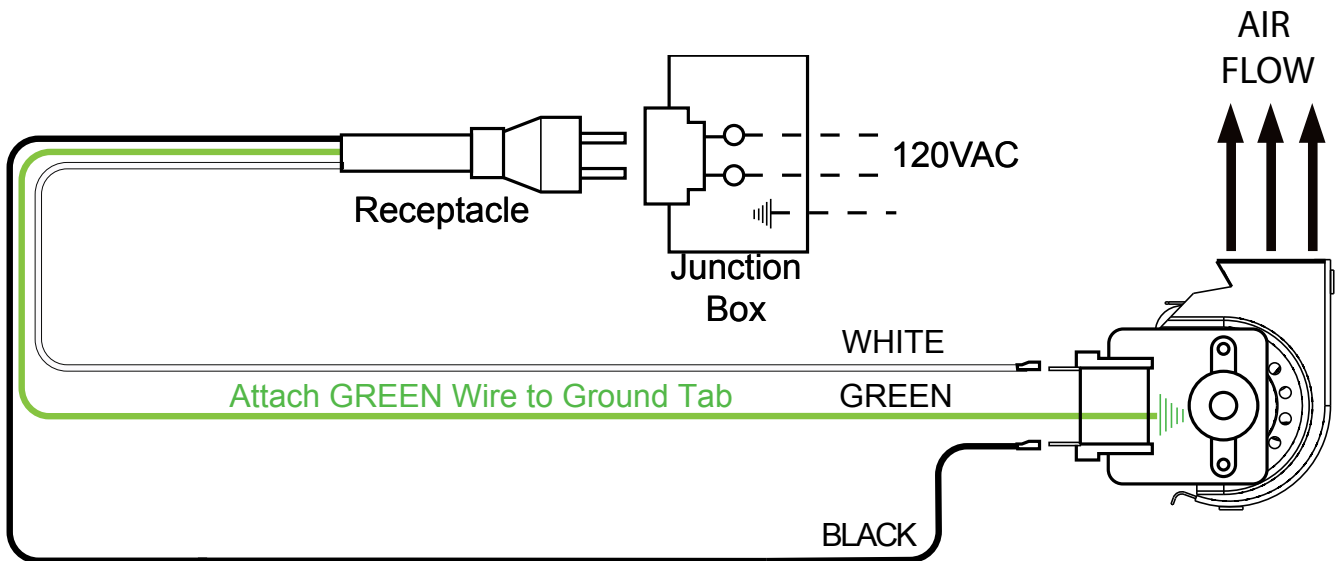 AIR
FLOW
120VAC
Receptacle
Junction
Box
WHITE
Attach GREEN Wire to Ground Tab
GREEN
BLACK